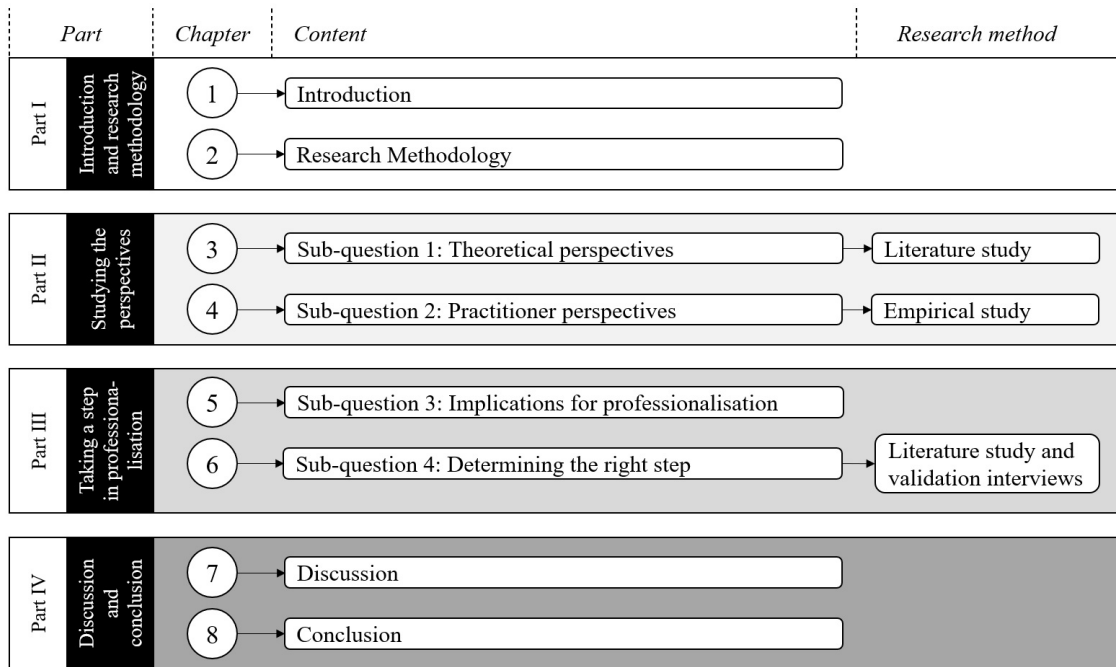 Part
Chapter
Content
Research method
Part I
Introduction
and research
methodology
1
Introduction
2
Research Methodology
Part II
Studying the
perspectives
3
Sub-question 1: Theoretical perspectives
Literature study
4
Sub-question 2: Practitioner perspectives
Empirical study
Part III
Taking a step
in professiona-
lisation
5
Sub-question 3: Implications for professionalisation
6
Sub-question 4: Determining the right step
Literature study and
validation interviews
Part IV
Discussion
and
conclusion
7
Discussion
8
Conclusion